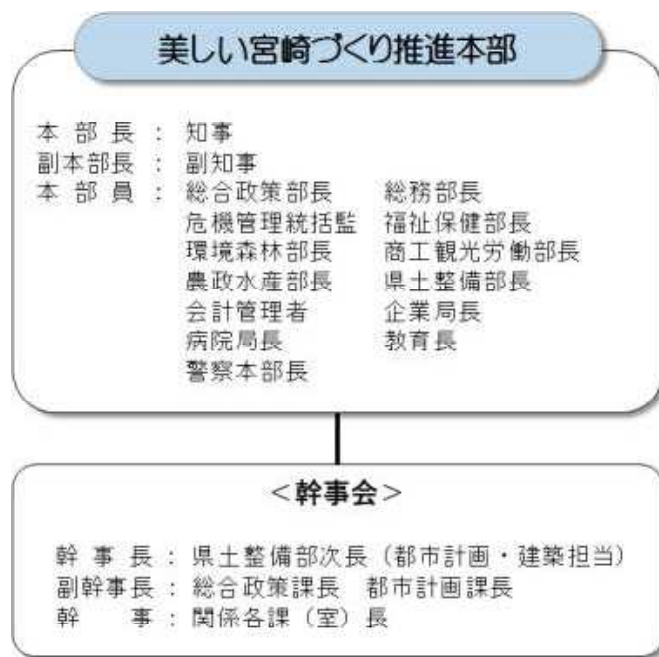 美しい宮崎づくり推進本部
本部長：知事
副本部長：副知事
本部員：総合政策部長　総務部長
危機管理統括監　福祉保健部長
環境森林部長　商工観光労働部長
農政水産部長　県土整備部長
会計管理者　企業局長
病院局長　教育長
警察本部長
＜幹事会＞
幹事長：県土整備部次長（都市計画・建築担当）
副幹事長：総合政策課長　都市計画課長
幹　事：関係各課（室）長